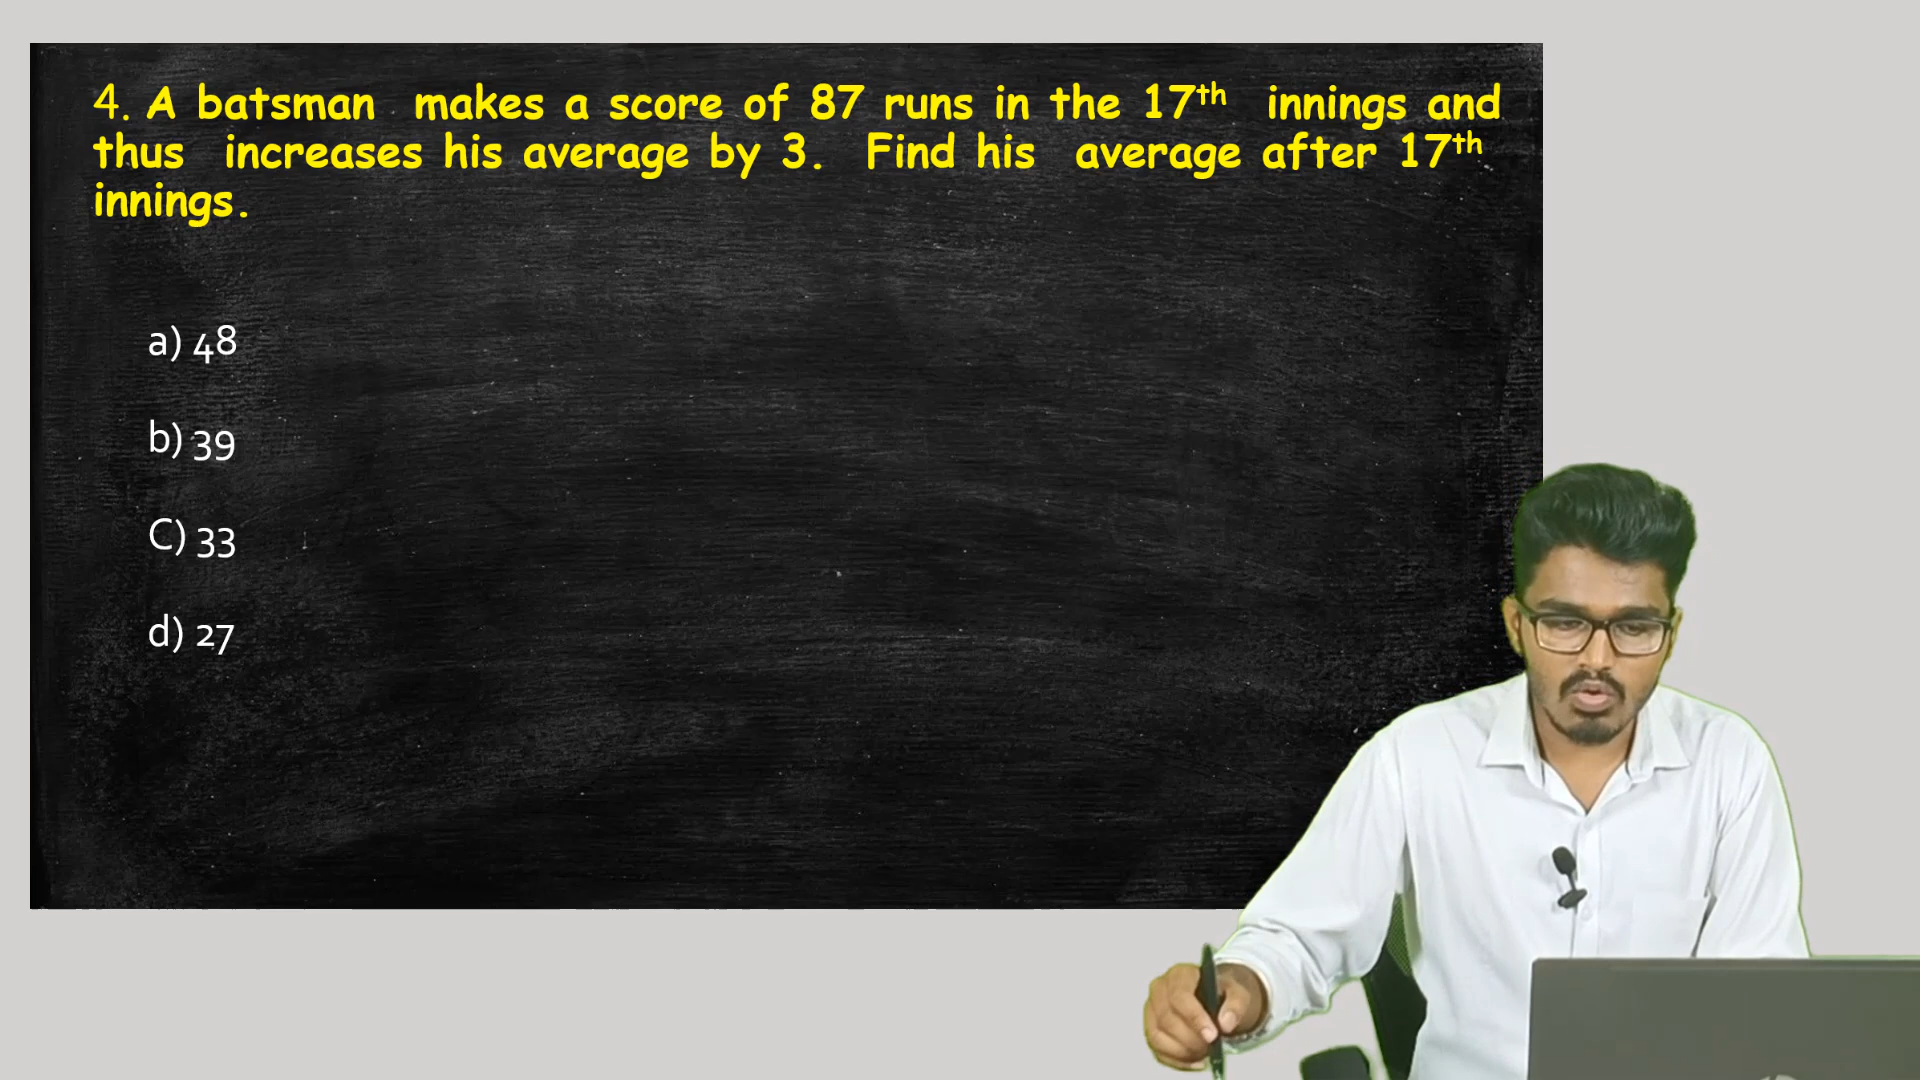 4. A batsman makes a score of 87 runs in the 17th innings and
thus increases his average by 3. Find his average after 17th
innings.
a) 48
b) 39
C) 33
d) 27